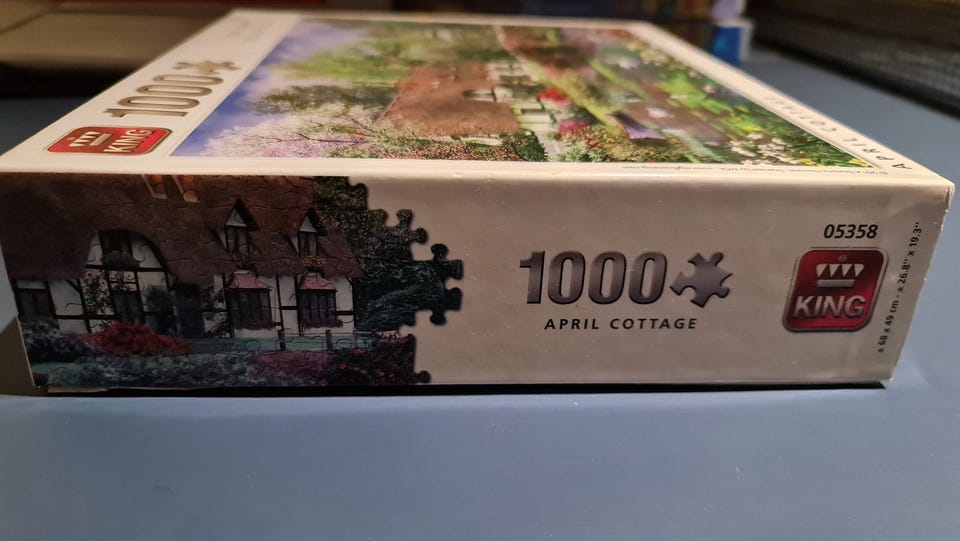 1000
KING
APRIL COTTAGE
1000
APRIL COTTAGE
05358
KING
± 68 x 49 cm - ± 26.8" x 19.3"